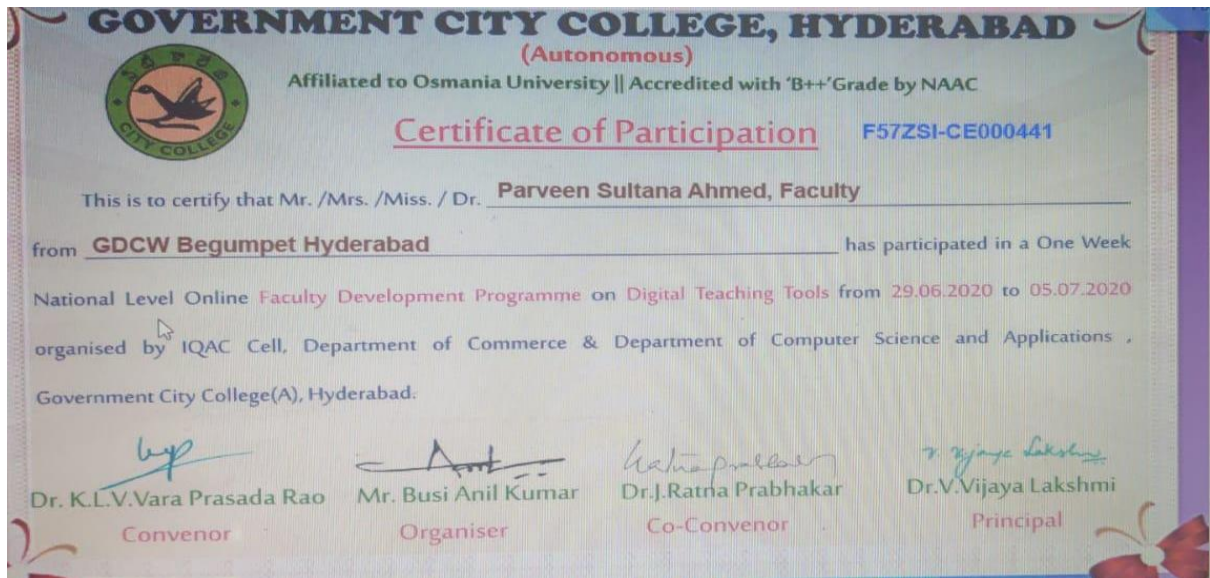 GOVERNMENT CITY COLLEGE, HYDERABAD
(Autonomous)
Affiliated to Osmania University || Accredited with 'B++'Grade by NAAC
CITY COLLEGE
Certificate of Participation F57ZSI-CE000441
This is to certify that Mr. /Mrs. /Miss. / Dr. Parveen Sultana Ahmed, Faculty
from GDCW Begumpet Hyderabad has participated in a One Week
National Level Online Faculty Development Programme on Digital Teaching Tools from 29.06.2020 to 05.07.2020
organised by IQAC Cell, Department of Commerce & Department of Computer Science and Applications ,
Government City College(A), Hyderabad.
V. Vijaya Lakshmi
Dr. K.L.V.Vara Prasada Rao Mr. Busi Anil Kumar Dr.J.Ratna Prabhakar Dr.V.Vijaya Lakshmi
Convenor Organiser Co-Convenor Principal